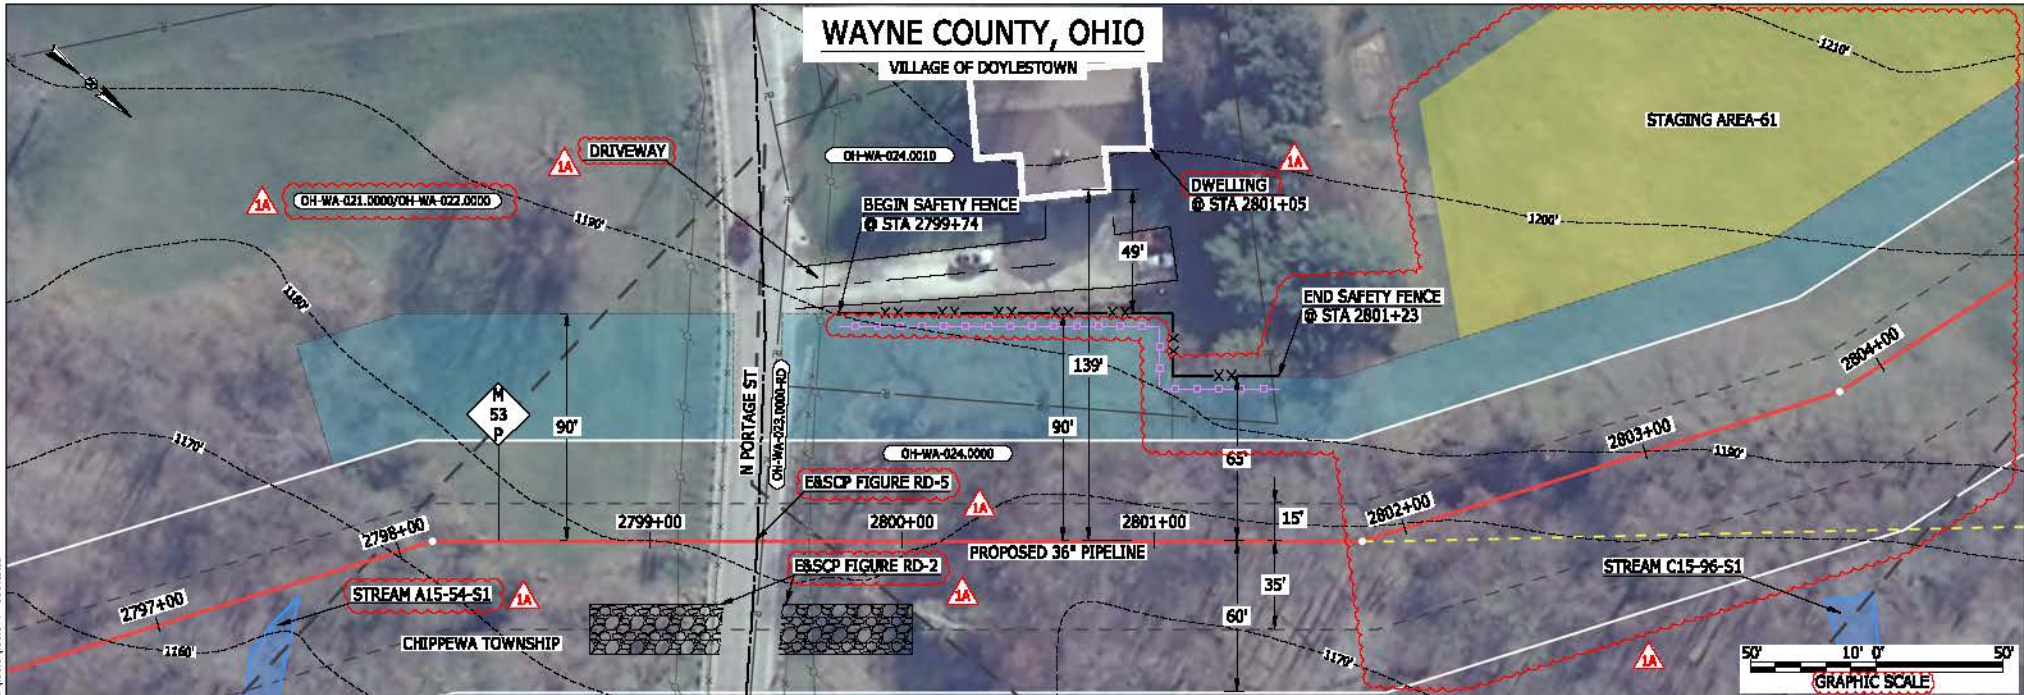 WAYNE COUNTY, OHIO
VILLAGE OF DOYLESTOWN
1210'
STAGING AREA-61
DRIVEWAY
1A
OH-WA-024.0010
1A
1A
OH-WA-021.0000/OH-WA-022.0000
DWELLING
@ STA 2801+05
BEGIN SAFETY FENCE
@ STA 2799+74
1190'
1200'
49'
1180'
END SAFETY FENCE
@ STA 2801+23
2804+00
139'
M
53
P
90'
N PORTAGE ST
OH-WA-023.0000-RD
90'
1170'
OH-WA-024.0000
65'
2803+00
1190'
E&SCP FIGURE RD-5
1A
2798+00
2799+00
2800+00
2801+00
15'
2802+00
PROPOSED 36" PIPELINE
E&SCP FIGURE RD-2
1A
STREAM A15-54-S1
1A
35'
STREAM C15-96-S1
2797+00
60'
CHIPPEWA TOWNSHIP
1160'
1170'
1A
50' 10' 0' 50'
GRAPHIC SCALE